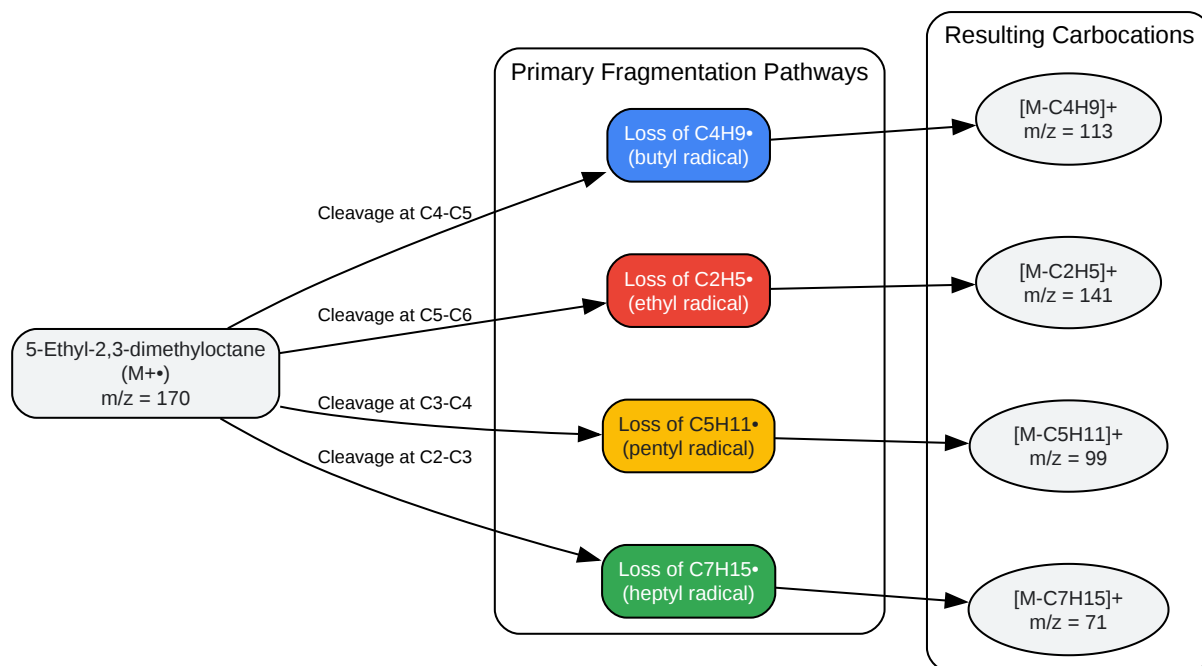 Resulting Carbocations
Primary Fragmentation Pathways
[M-C4H9]+
m/z = 113
Loss of C4H9•
(butyl radical)
Cleavage at C4-C5
[M-C2H5]+
m/z = 141
Loss of C2H5•
(ethyl radical)
Cleavage at C5-C6
5-Ethyl-2,3-dimethyloctane
(M+•)
m/z = 170
Cleavage at C3-C4
Loss of C5H11•
(pentyl radical)
[M-C5H11]+
m/z = 99
Cleavage at C2-C3
Loss of C7H15•
(heptyl radical)
[M-C7H15]+
m/z = 71